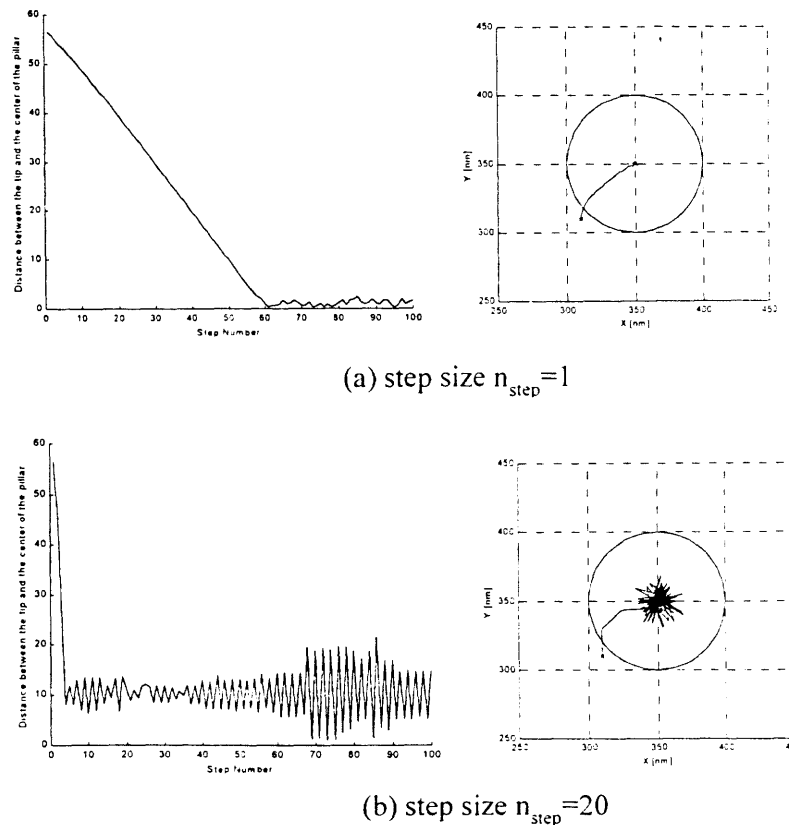 Distance between the tip and the center of the pillar
60
50
40
30
20
10
0
0 10 20 30 40 50 60 70 80 90 100
Step Number
Y [nm]
450
400
350
300
250
250 300 350 400 450
X [nm]
(a) step size n_step=1
Distance between the tip and the center of the pillar
60
50
40
30
20
10
0
0 10 20 30 40 50 60 70 80 90 100
Step Number
Y [nm]
450
400
350
300
250
250 300 350 400
X [nm]
(b) step size n_step=20